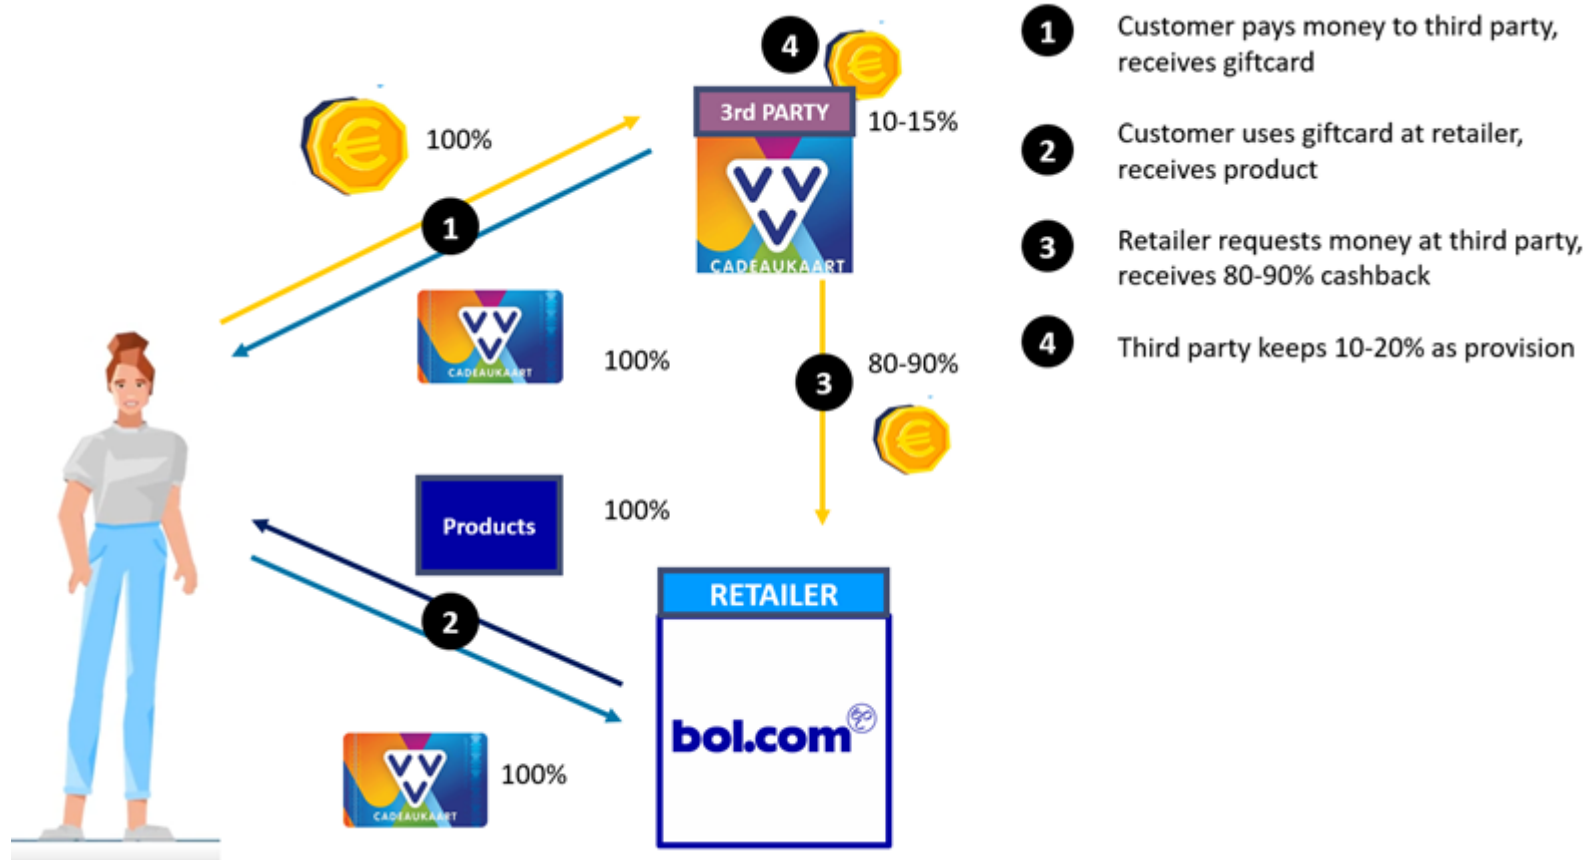 4
3rd PARTY
10-15%
VVV
CADEAUKAART
€
100%
1
VVV
CADEAUKAART
100%
3
80-90%
€
Products
100%
2
VVV
CADEAUKAART
100%
RETAILER
bol.com
1
Customer pays money to third party,
receives giftcard
2
Customer uses giftcard at retailer,
receives product
3
Retailer requests money at third party,
receives 80-90% cashback
4
Third party keeps 10-20% as provision